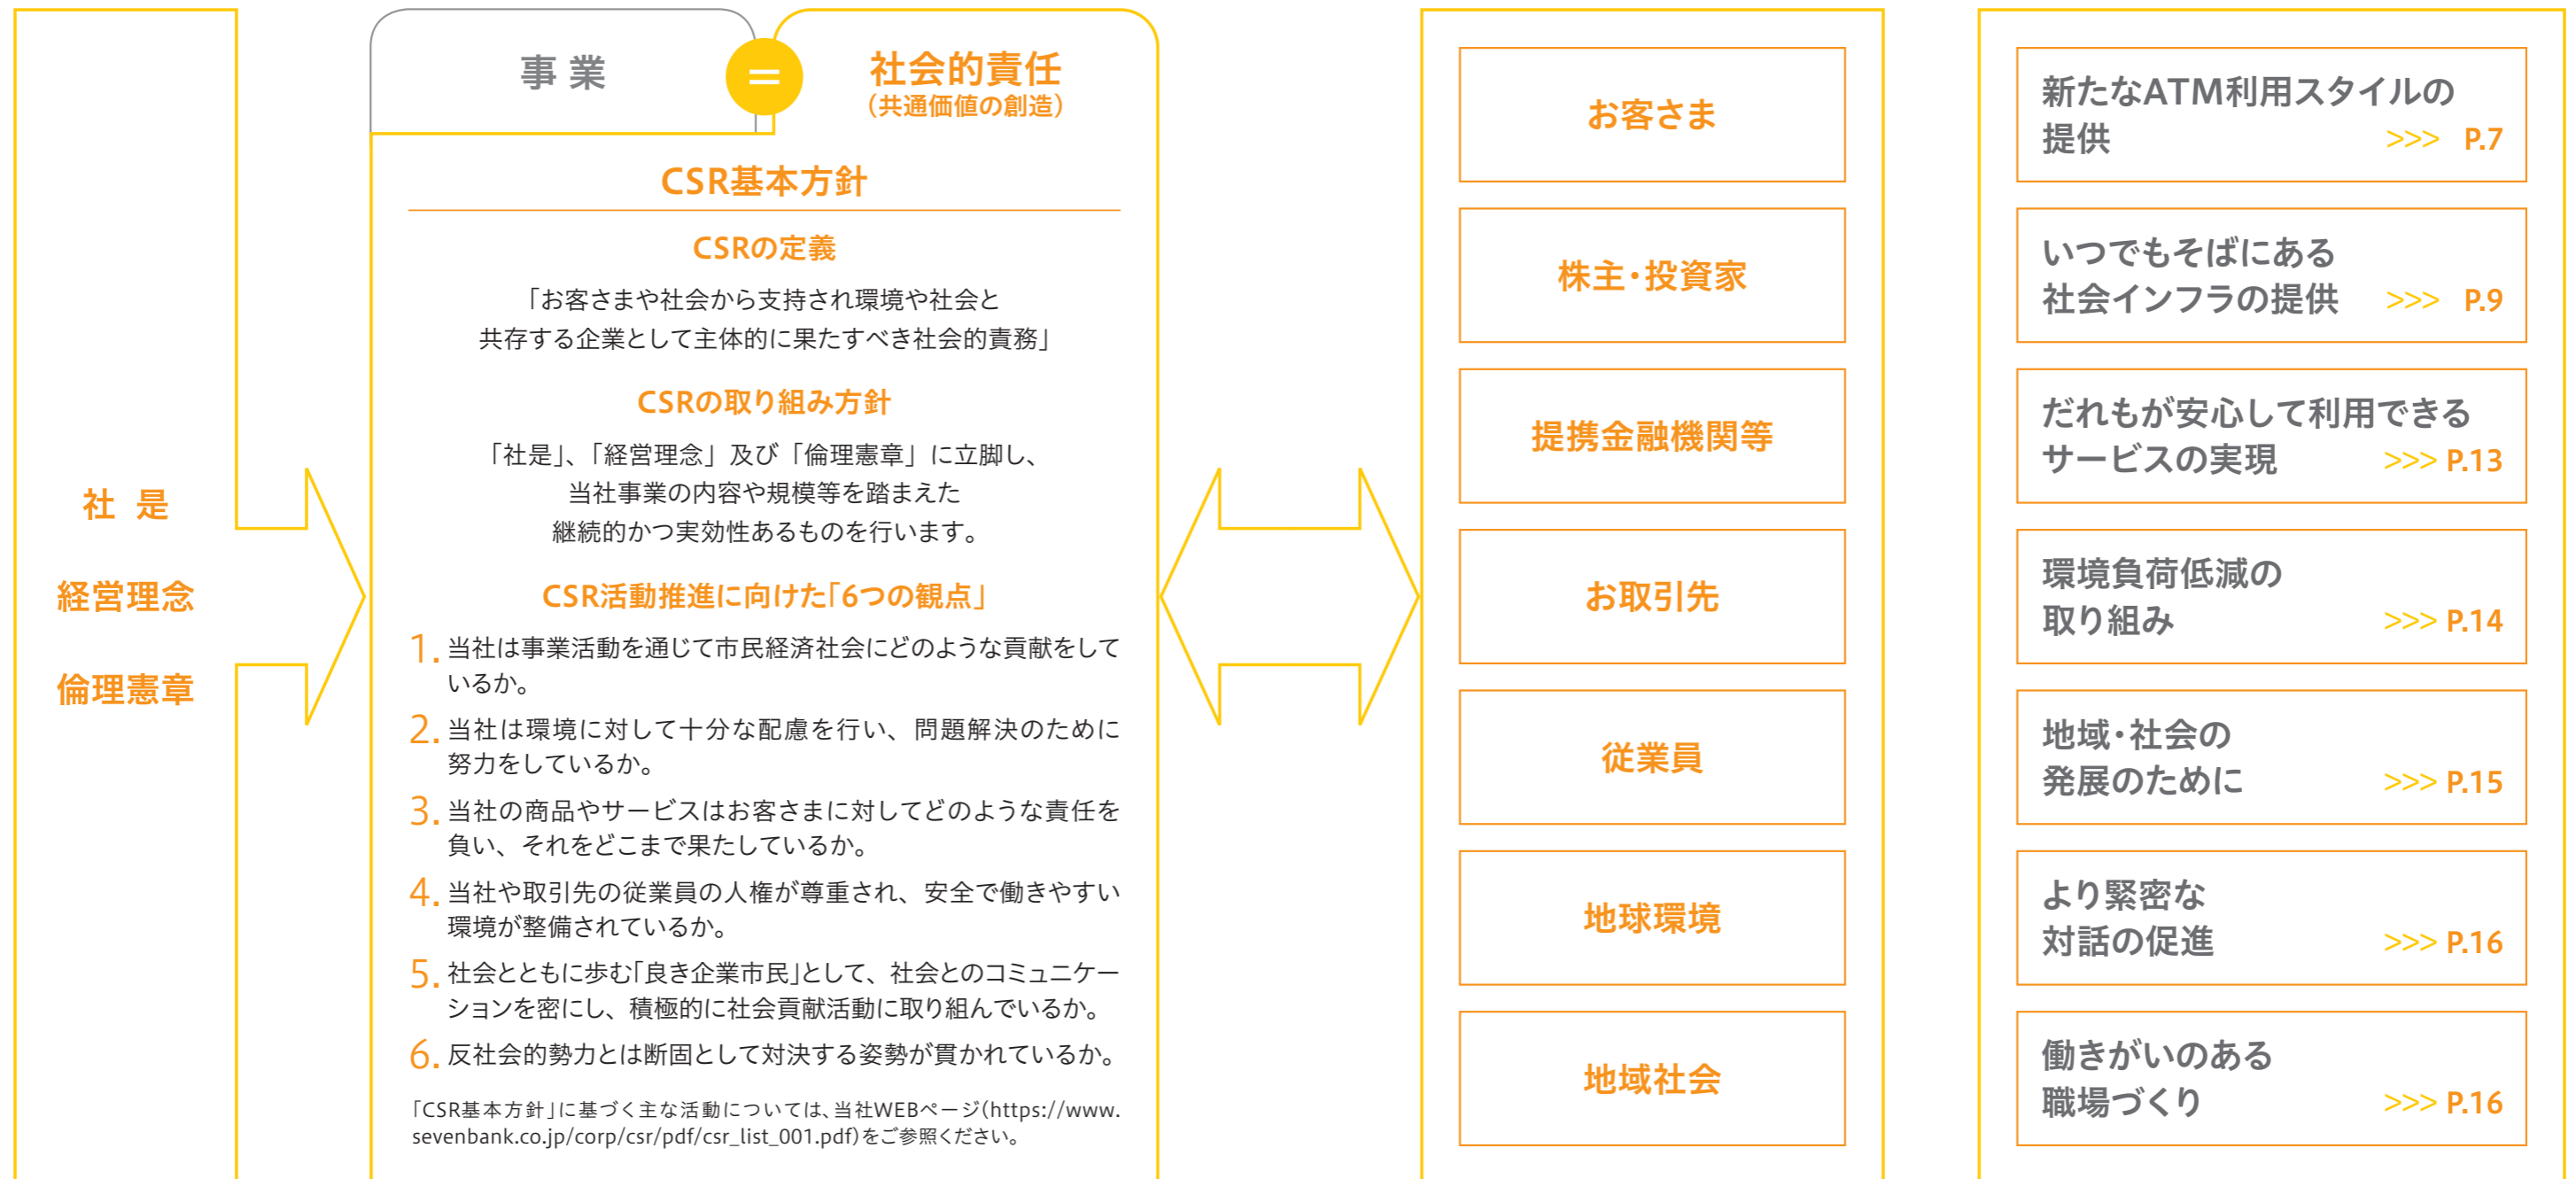 社 是
経営理念
倫理憲章
事 業
=
社会的責任
（共通価値の創造）
CSR基本方針
CSRの定義
「お客さまや社会から支持され環境や社会と
共存する企業として主体的に果たすべき社会的責務」
CSRの取り組み方針
「社是」、「経営理念」及び「倫理憲章」に立脚し、
当社事業の内容や規模等を踏まえた
継続的かつ実効性あるものを行います。
CSR活動推進に向けた「6つの観点」
1. 当社は事業活動を通じて市民経済社会にどのような貢献をして
いるか。
2. 当社は環境に対して十分な配慮を行い、問題解決のために
努力をしているか。
3. 当社の商品やサービスはお客さまに対してどのような責任を
負い、それをどこまで果たしているか。
4. 当社や取引先の従業員の人権が尊重され、安全で働きやすい
環境が整備されているか。
5. 社会とともに歩む「良き企業市民」として、社会とのコミュニケー
ションを密にし、積極的に社会貢献活動に取り組んでいるか。
6. 反社会的勢力とは断固として対決する姿勢が貫かれているか。
「CSR基本方針」に基づく主な活動については、当社WEBページ（https://www.
sevenbank.co.jp/corp/csr/pdf/csr_list_001.pdf）をご参照ください。
お客さま
株主・投資家
提携金融機関等
お取引先
従業員
地球環境
地域社会
新たなATM利用スタイルの
提供 >>> P.7
いつでもそばにある
社会インフラの提供 >>> P.9
だれもが安心して利用できる
サービスの実現 >>> P.13
環境負荷低減の
取り組み >>> P.14
地域・社会の
発展のために >>> P.15
より緊密な
対話の促進 >>> P.16
働きがいのある
職場づくり >>> P.16